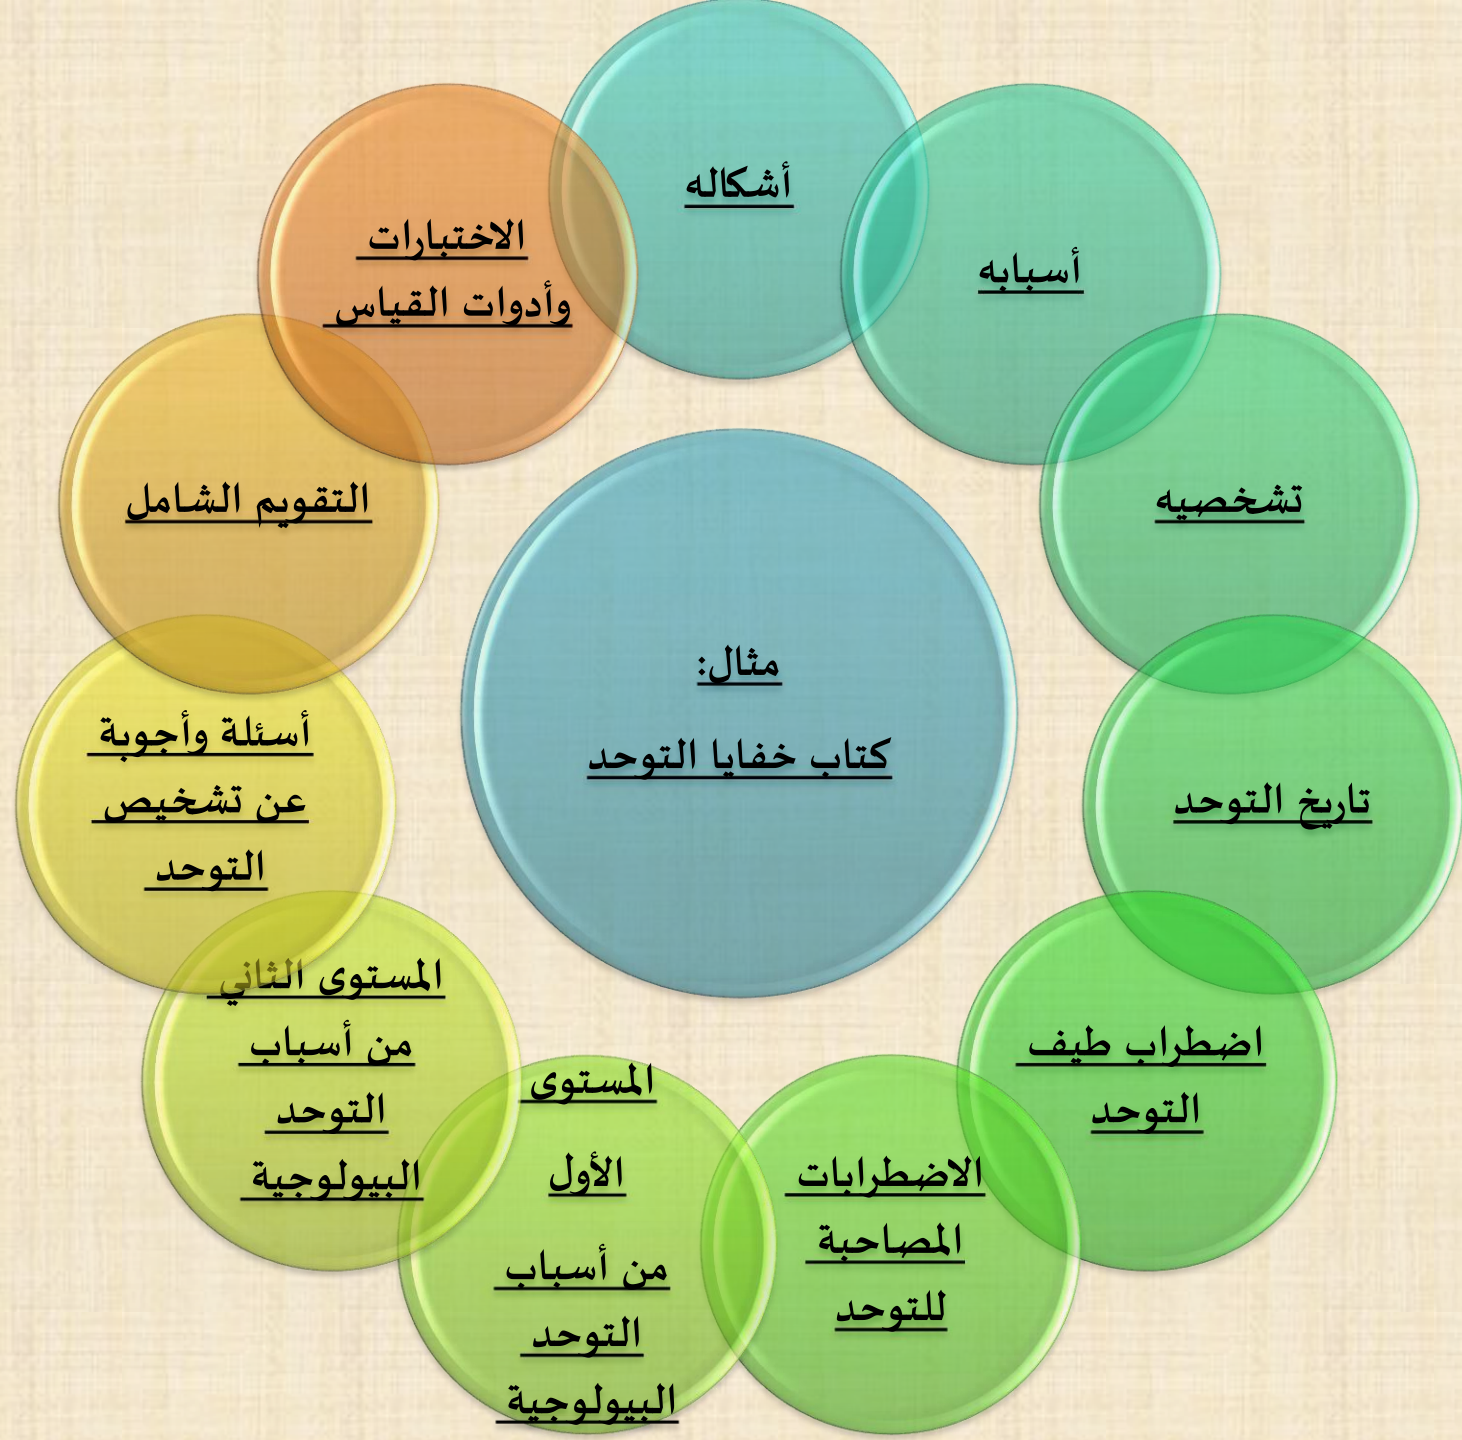 أشكاله
أسبابه
تشخصيه
تاريخ التوحد
اضطراب طيف
التوحد
الاضطرابات
المصاحبة
للتوحد
المستوى
الأول
من أسباب
التوحد
البيولوجية
المستوى الثاني
من أسباب
التوحد
البيولوجية
أسئلة وأجوبة
عن تشخيص
التوحد
التقويم الشامل
الاختبارات
وأدوات القياس
مثال:
كتاب خفايا التوحد